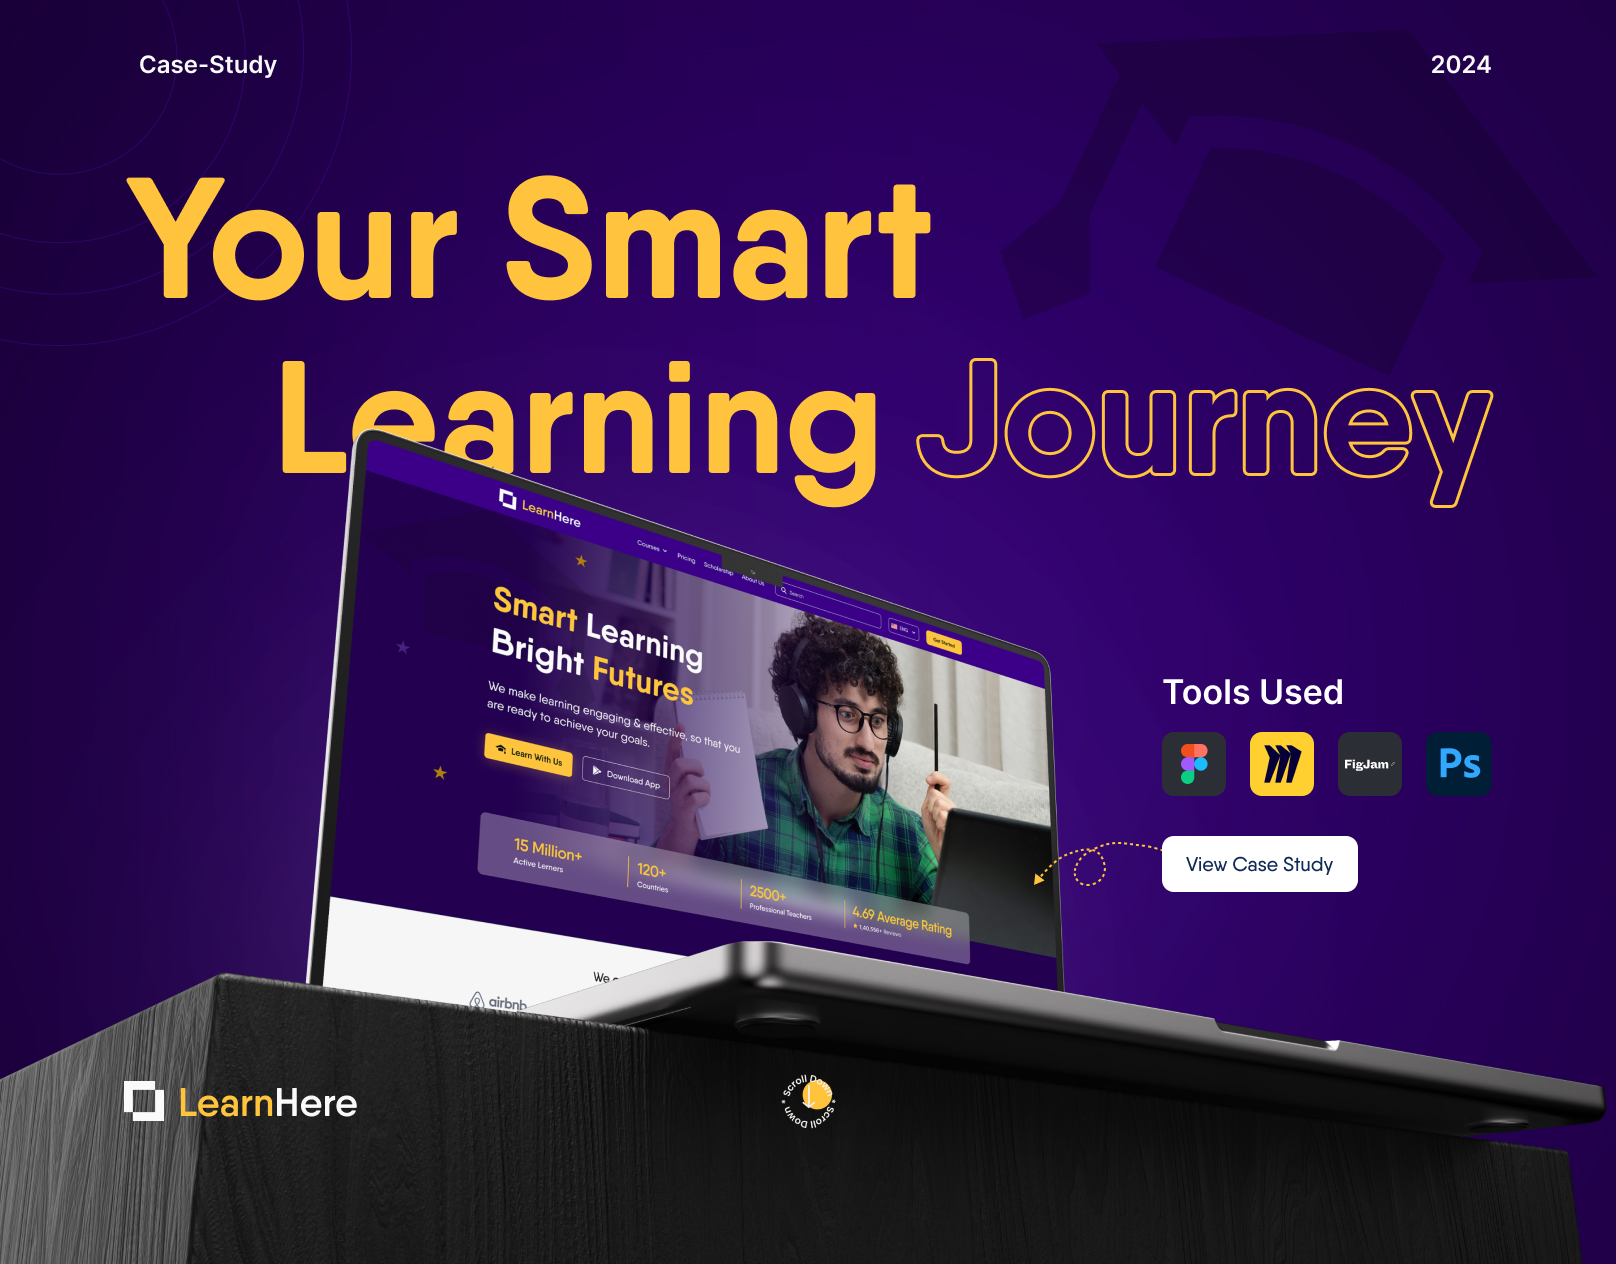 Case-Study
2024
Your Smart
Learning Journey
LearnHere
Courses
Pricing
Scholarship
About Us
Search
ENG
Get Started
Smart Learning
Bright Futures
We make learning engaging & effective, so that you
are ready to achieve your goals.
Learn With Us
Download App
15 Million+
Active Lerners
120+
Countries
2500+
Professional Teachers
4.69 Average Rating
Reviews
We
airbnb
Tools Used
FigJam
Ps
View Case Study
LearnHere
Scroll Down * Scroll Down *